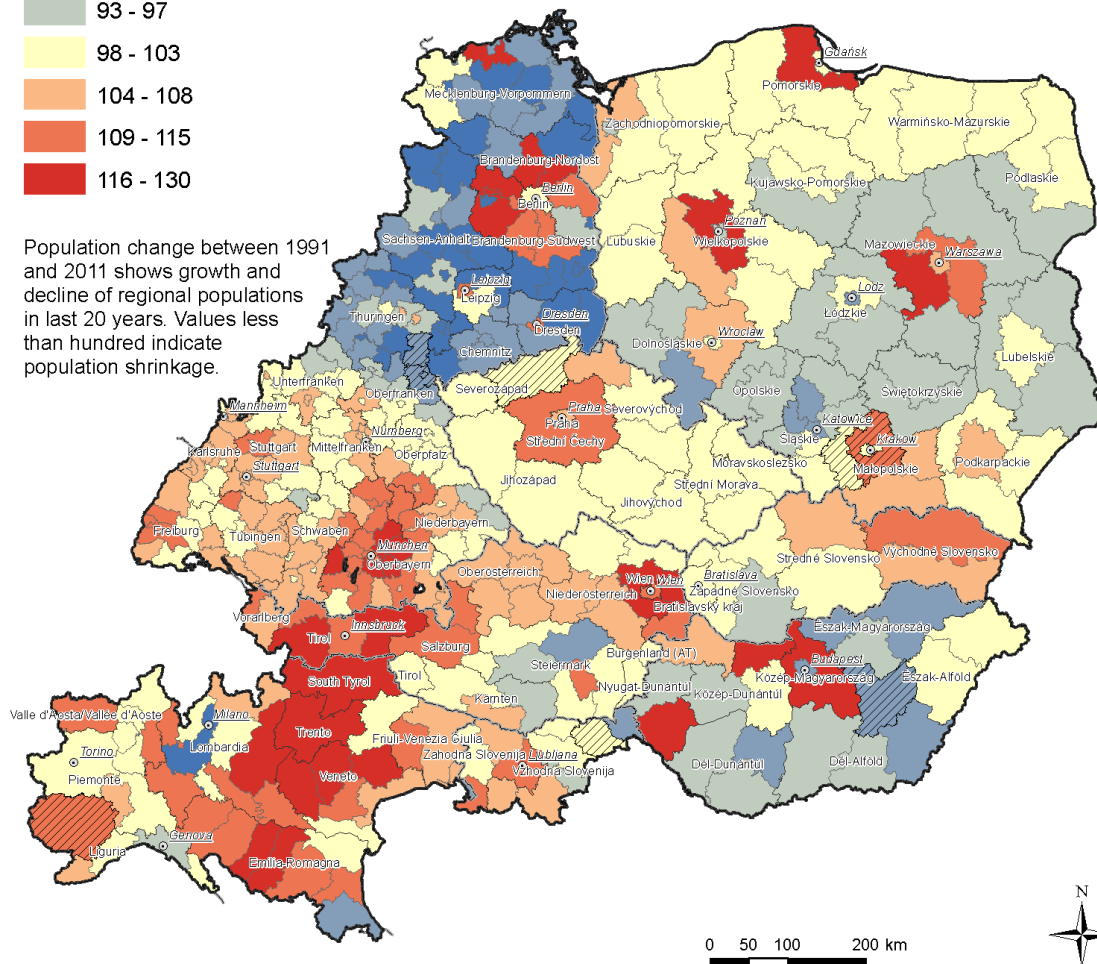 93 - 97
98 - 103
104 - 108
109 - 115
116 - 130
Population change between 1991
and 2011 shows growth and
decline of regional populations
in last 20 years. Values less
than hundred indicate
population shrinkage.
Gdańsk
Pomorskie
Mecklenburg-Vorpommern
Zachodniopomorskie
Warmińsko-Mazurskie
Brandenburg-Nordost
Kujawsko-Pomorskie
Podlaskie
Berlin
Berlin
Poznań
Sachsen-Anhalt
Brandenburg-Südwest
Lubuskie
Wielkopolskie
Mazowieckie
Warszawa
Leipzig
Leipzig
Łodz
Łódzkie
Thüringen
Dresden
Dresden
Wroclaw
Dolnośląskie
Chemnitz
Lubelskie
Unterfranken
Oberfranken
Severozápad
Opolskie
Świętokrzyskie
Mannheim
Praha
Praha
Severovýchod
Střední Čechy
Katowice
Śląskie
Krakow
Małopolskie
Podkarpackie
Karlsruhe
Stuttgart
Stuttgart
Mittelfranken
Nürnberg
Oberpfalz
Moravskoslezsko
Jihozápad
Střední Morava
Jihovýchod
Freiburg
Tübingen
Schwaben
Niederbayern
Munchen
Oberbayern
Oberösterreich
Stredné Slovensko
Východné Slovensko
Niederösterreich
Wien
Wien
Bratislava
Západné Slovensko
Bratislavský kraj
Vorarlberg
Innsbruck
Tirol
Salzburg
Észak-Magyarország
Burgenland (AT)
Steiermark
Budapest
South Tyrol
Tirol
Kärnten
Nyugat-Dunántúl
Közép-Dunántúl
Közép-Magyarország
Észak-Alföld
Valle d'Aosta/Vallée d'Aoste
Milano
Lombardia
Trento
Friuli-Venezia Giulia
Zahodna Slovenija
Ljubljana
Vzhodna Slovenija
Torino
Piemonte
Veneto
Dél-Dunántúl
Dél-Alföld
Genova
Liguria
Emilia-Romagna
N
0 50 100 200 km